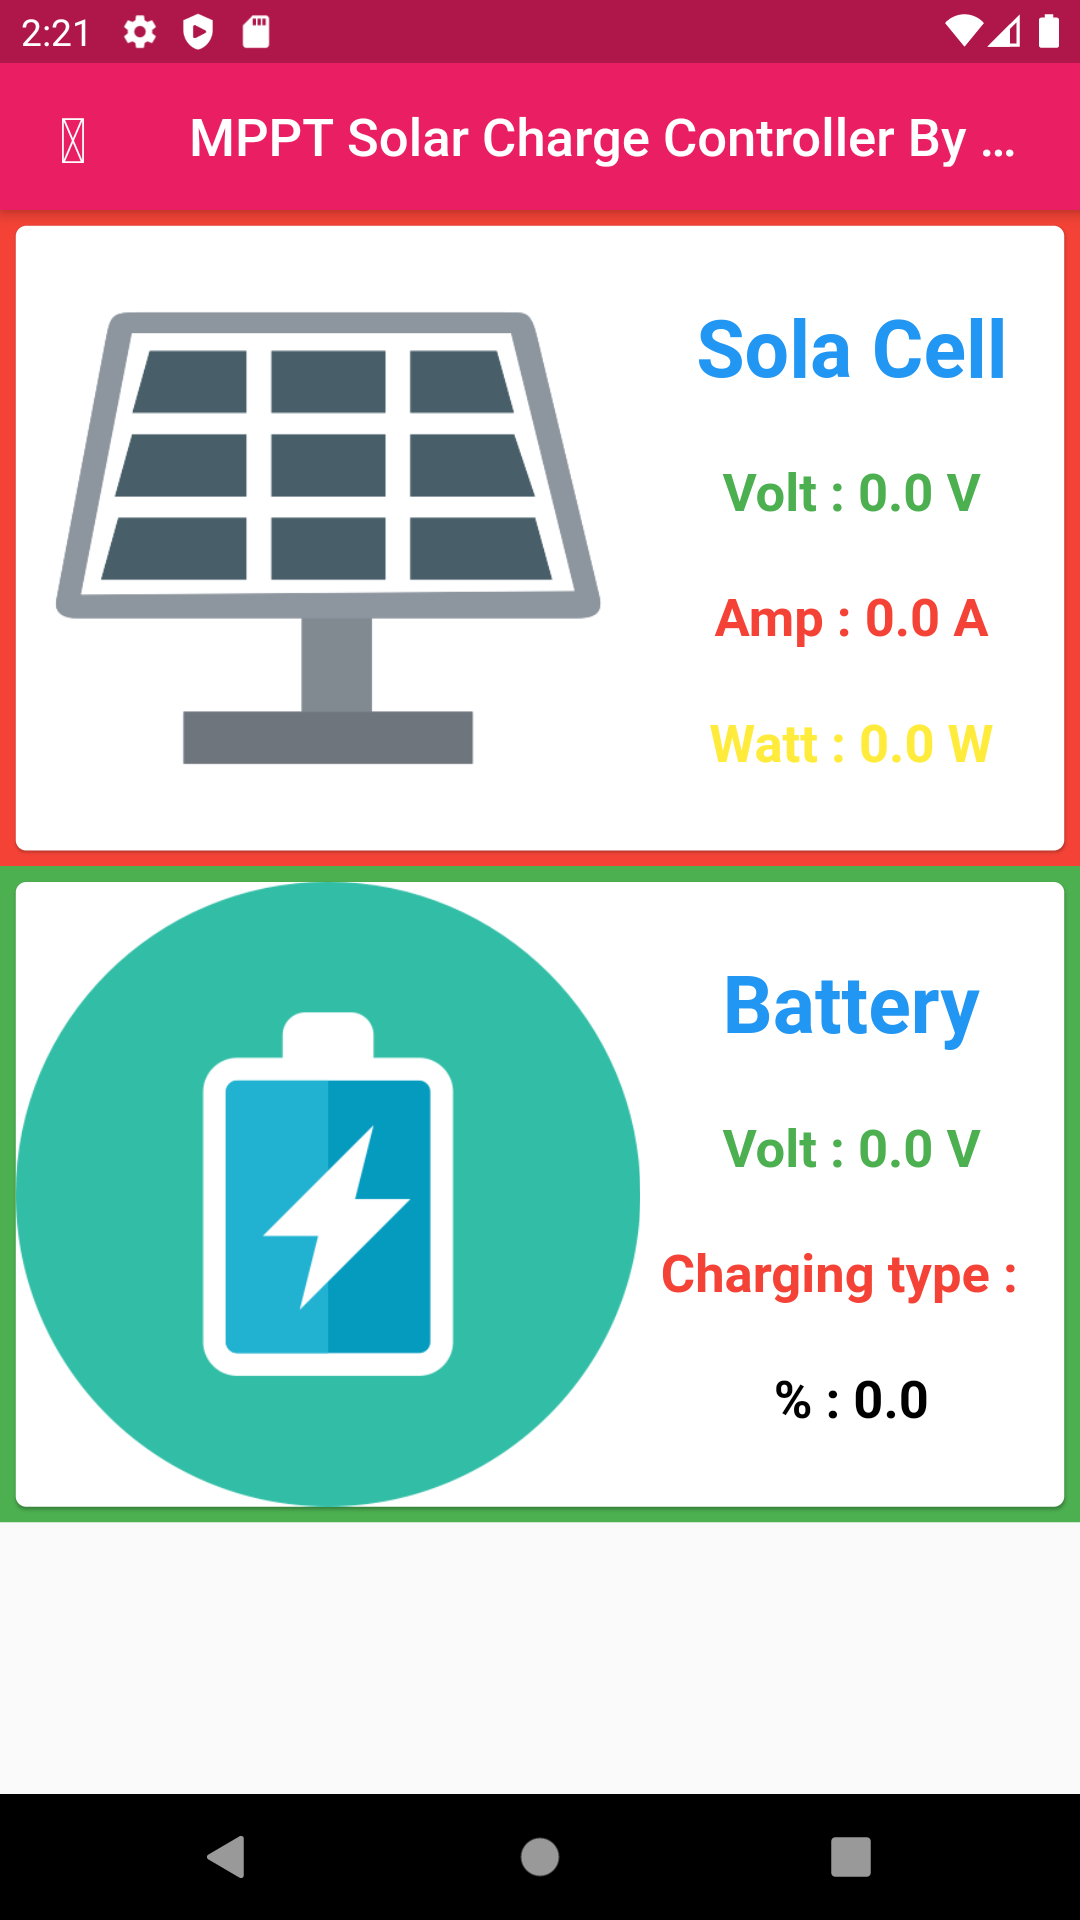 2:21
MPPT Solar Charge Controller By ...
Sola Cell
Volt : 0.0 V
Amp : 0.0 A
Watt : 0.0 W
Battery
Volt : 0.0 V
Charging type :
% : 0.0